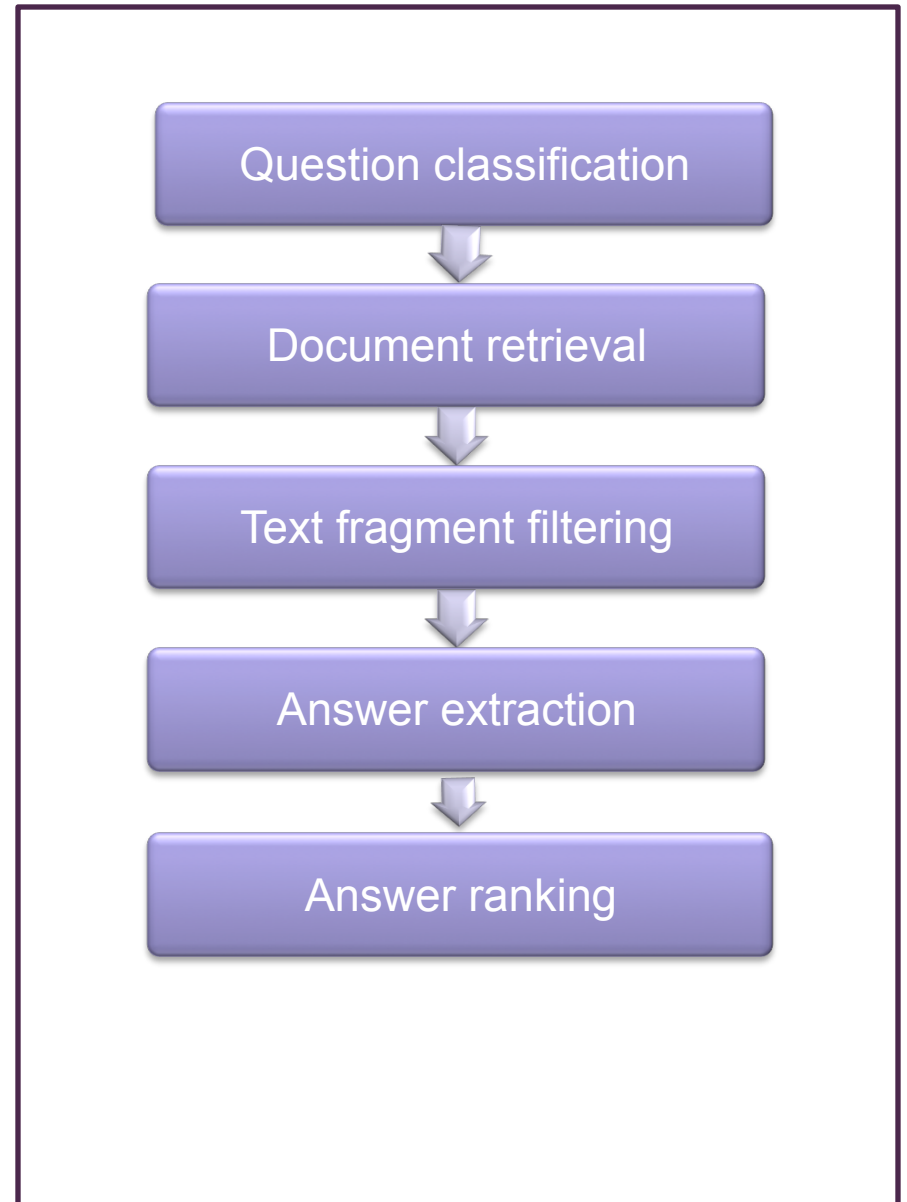 Question classification
Document retrieval
Text fragment filtering
Answer extraction
Answer ranking